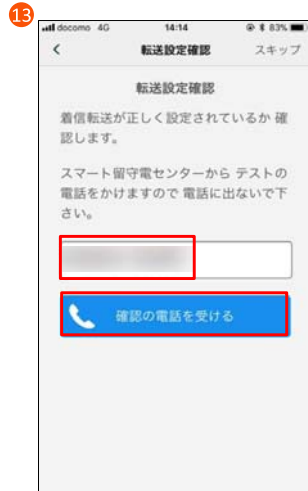 13
docomo 4G 14:14 83%
転送設定確認 スキップ
転送設定確認
着信転送が正しく設定されているか 確
認します。
スマート留守電センターから テストの
電話をかけますので 電話に出ないで下
さい。
確認の電話を受ける